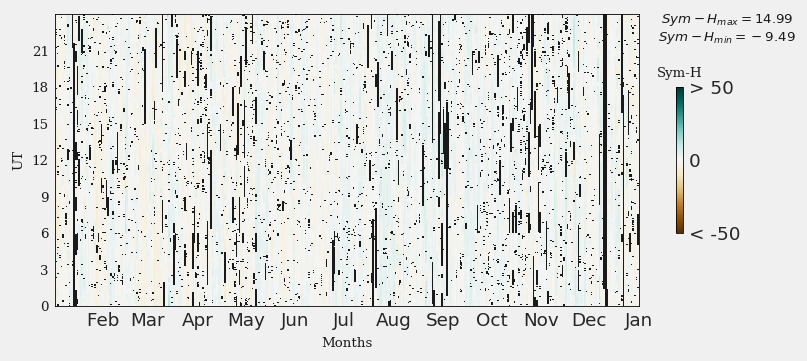 Sym−H_max = 14.99
Sym−H_min = −9.49
Sym-H
> 50
0
< -50
UT
21
18
15
12
9
6
3
0
Feb Mar Apr May Jun Jul Aug Sep Oct Nov Dec Jan
Months